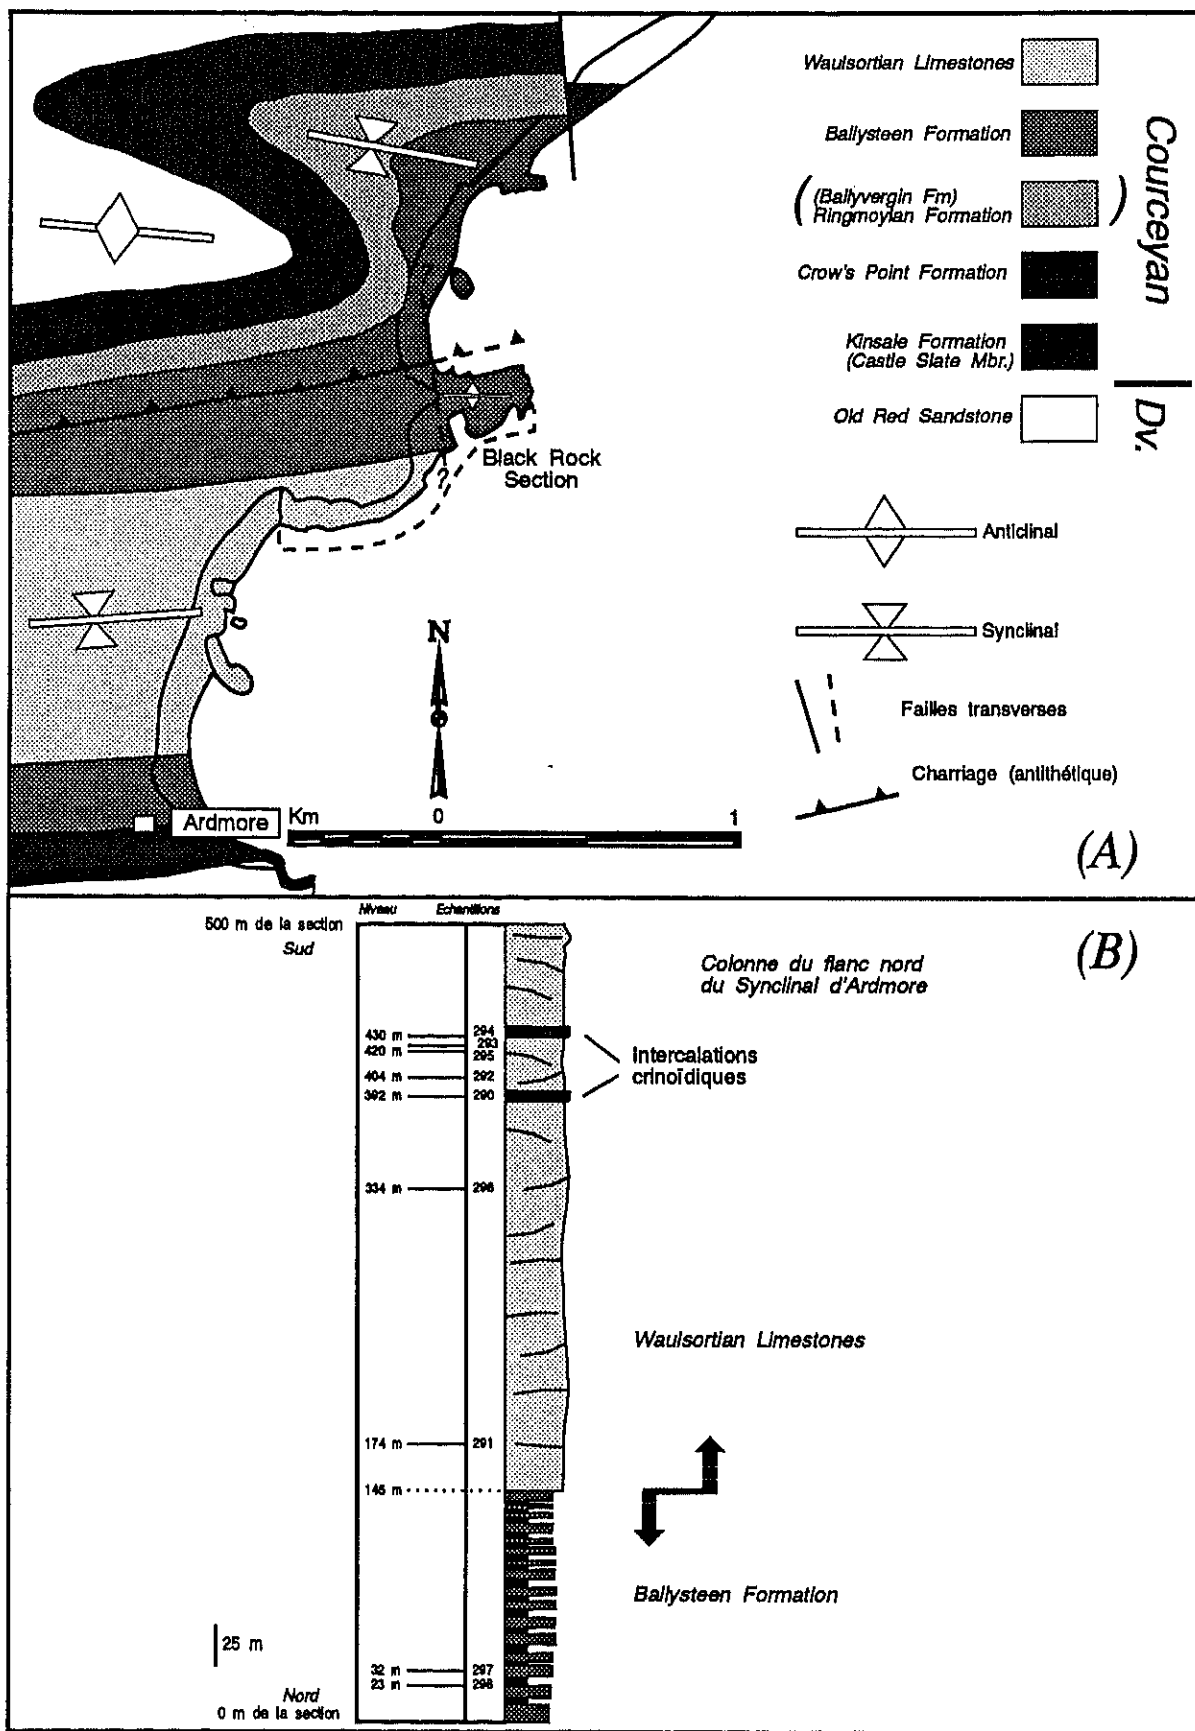 Waulsortian Limestones
Ballysteen Formation
(Ballyvergin Fm)
Ringmoylan Formation
Crow's Point Formation
Kinsale Formation
(Castle Slate Mbr.)
Old Red Sandstone
Courceyan
Dv.
Anticlinal
Synclinal
Failles transverses
Charriage (antithétique)
?
Black Rock
Section
?
N
Ardmore
Km
0
1
(A)
Niveau
Echantillons
500 m de la section
Sud
(B)
Colonne du flanc nord
du Synclinal d'Ardmore
430 m
294
293
420 m
295
404 m
292
392 m
290
Intercalations
crinoïdiques
334 m
296
Waulsortian Limestones
174 m
291
145 m
Ballysteen Formation
25 m
32 m
297
23 m
298
Nord
0 m de la section